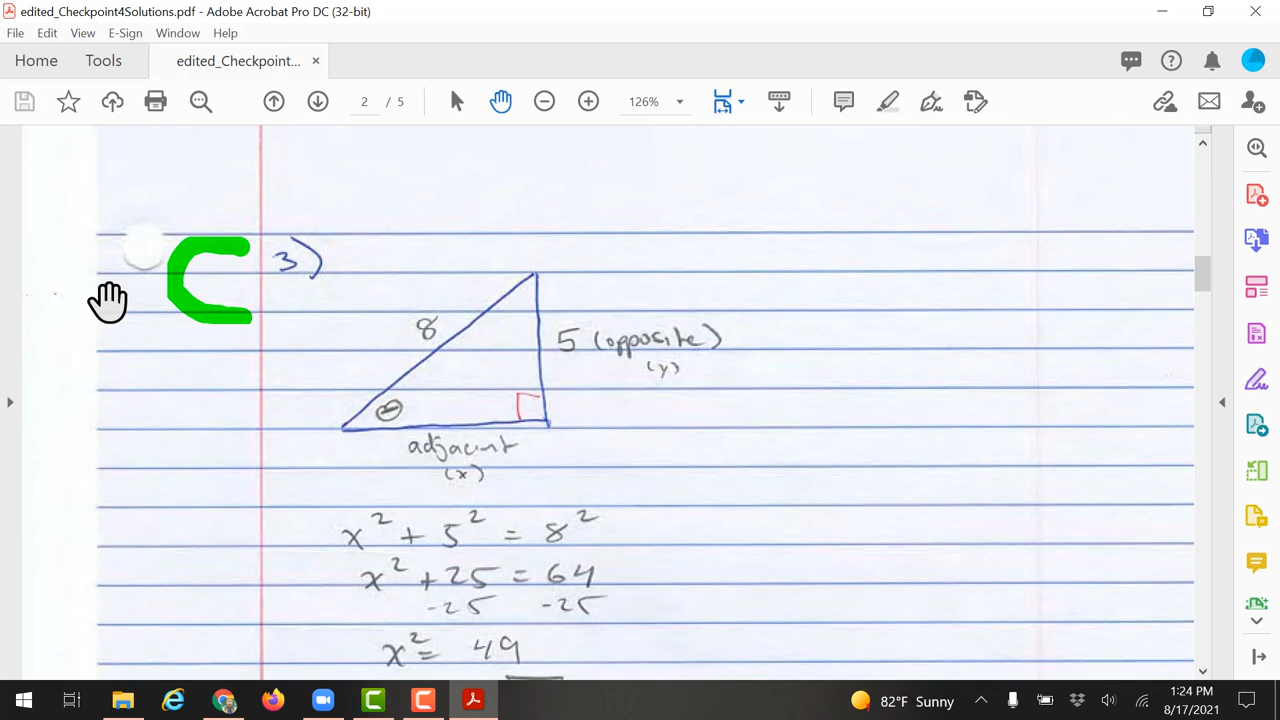 edited_Checkpoint4Solutions.pdf - Adobe Acrobat Pro DC (32-bit)
File Edit View E-Sign Window Help
Home Tools edited_Checkpoint... ×
2 / 5 126%
C 3)
8
5 (opposite)
(y)
Θ
adjacent
(x)
x² + 5² = 8²
x² + 25 = 64
-25 -25
x² = 49
82°F Sunny
1:24 PM
8/17/2021